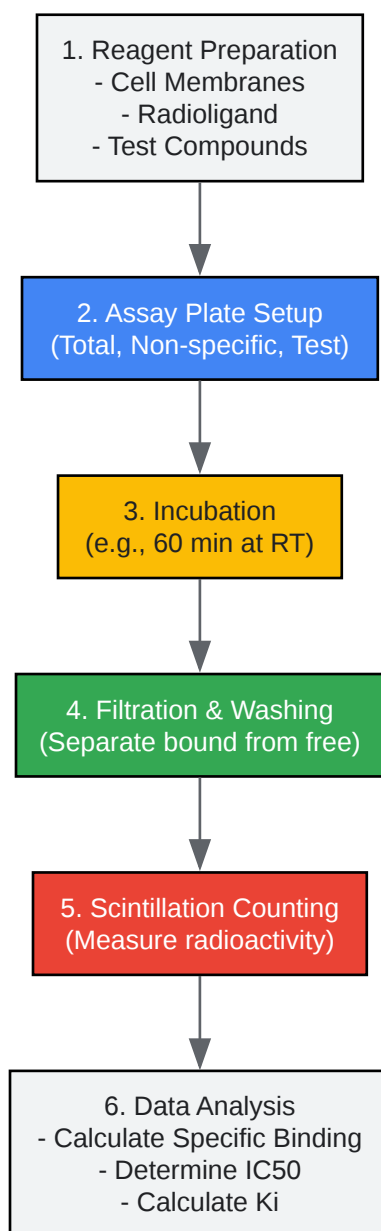 1. Reagent Preparation
- Cell Membranes
- Radioligand
- Test Compounds
2. Assay Plate Setup
(Total, Non-specific, Test)
3. Incubation
(e.g., 60 min at RT)
4. Filtration & Washing
(Separate bound from free)
5. Scintillation Counting
(Measure radioactivity)
6. Data Analysis
- Calculate Specific Binding
- Determine IC50
- Calculate Ki